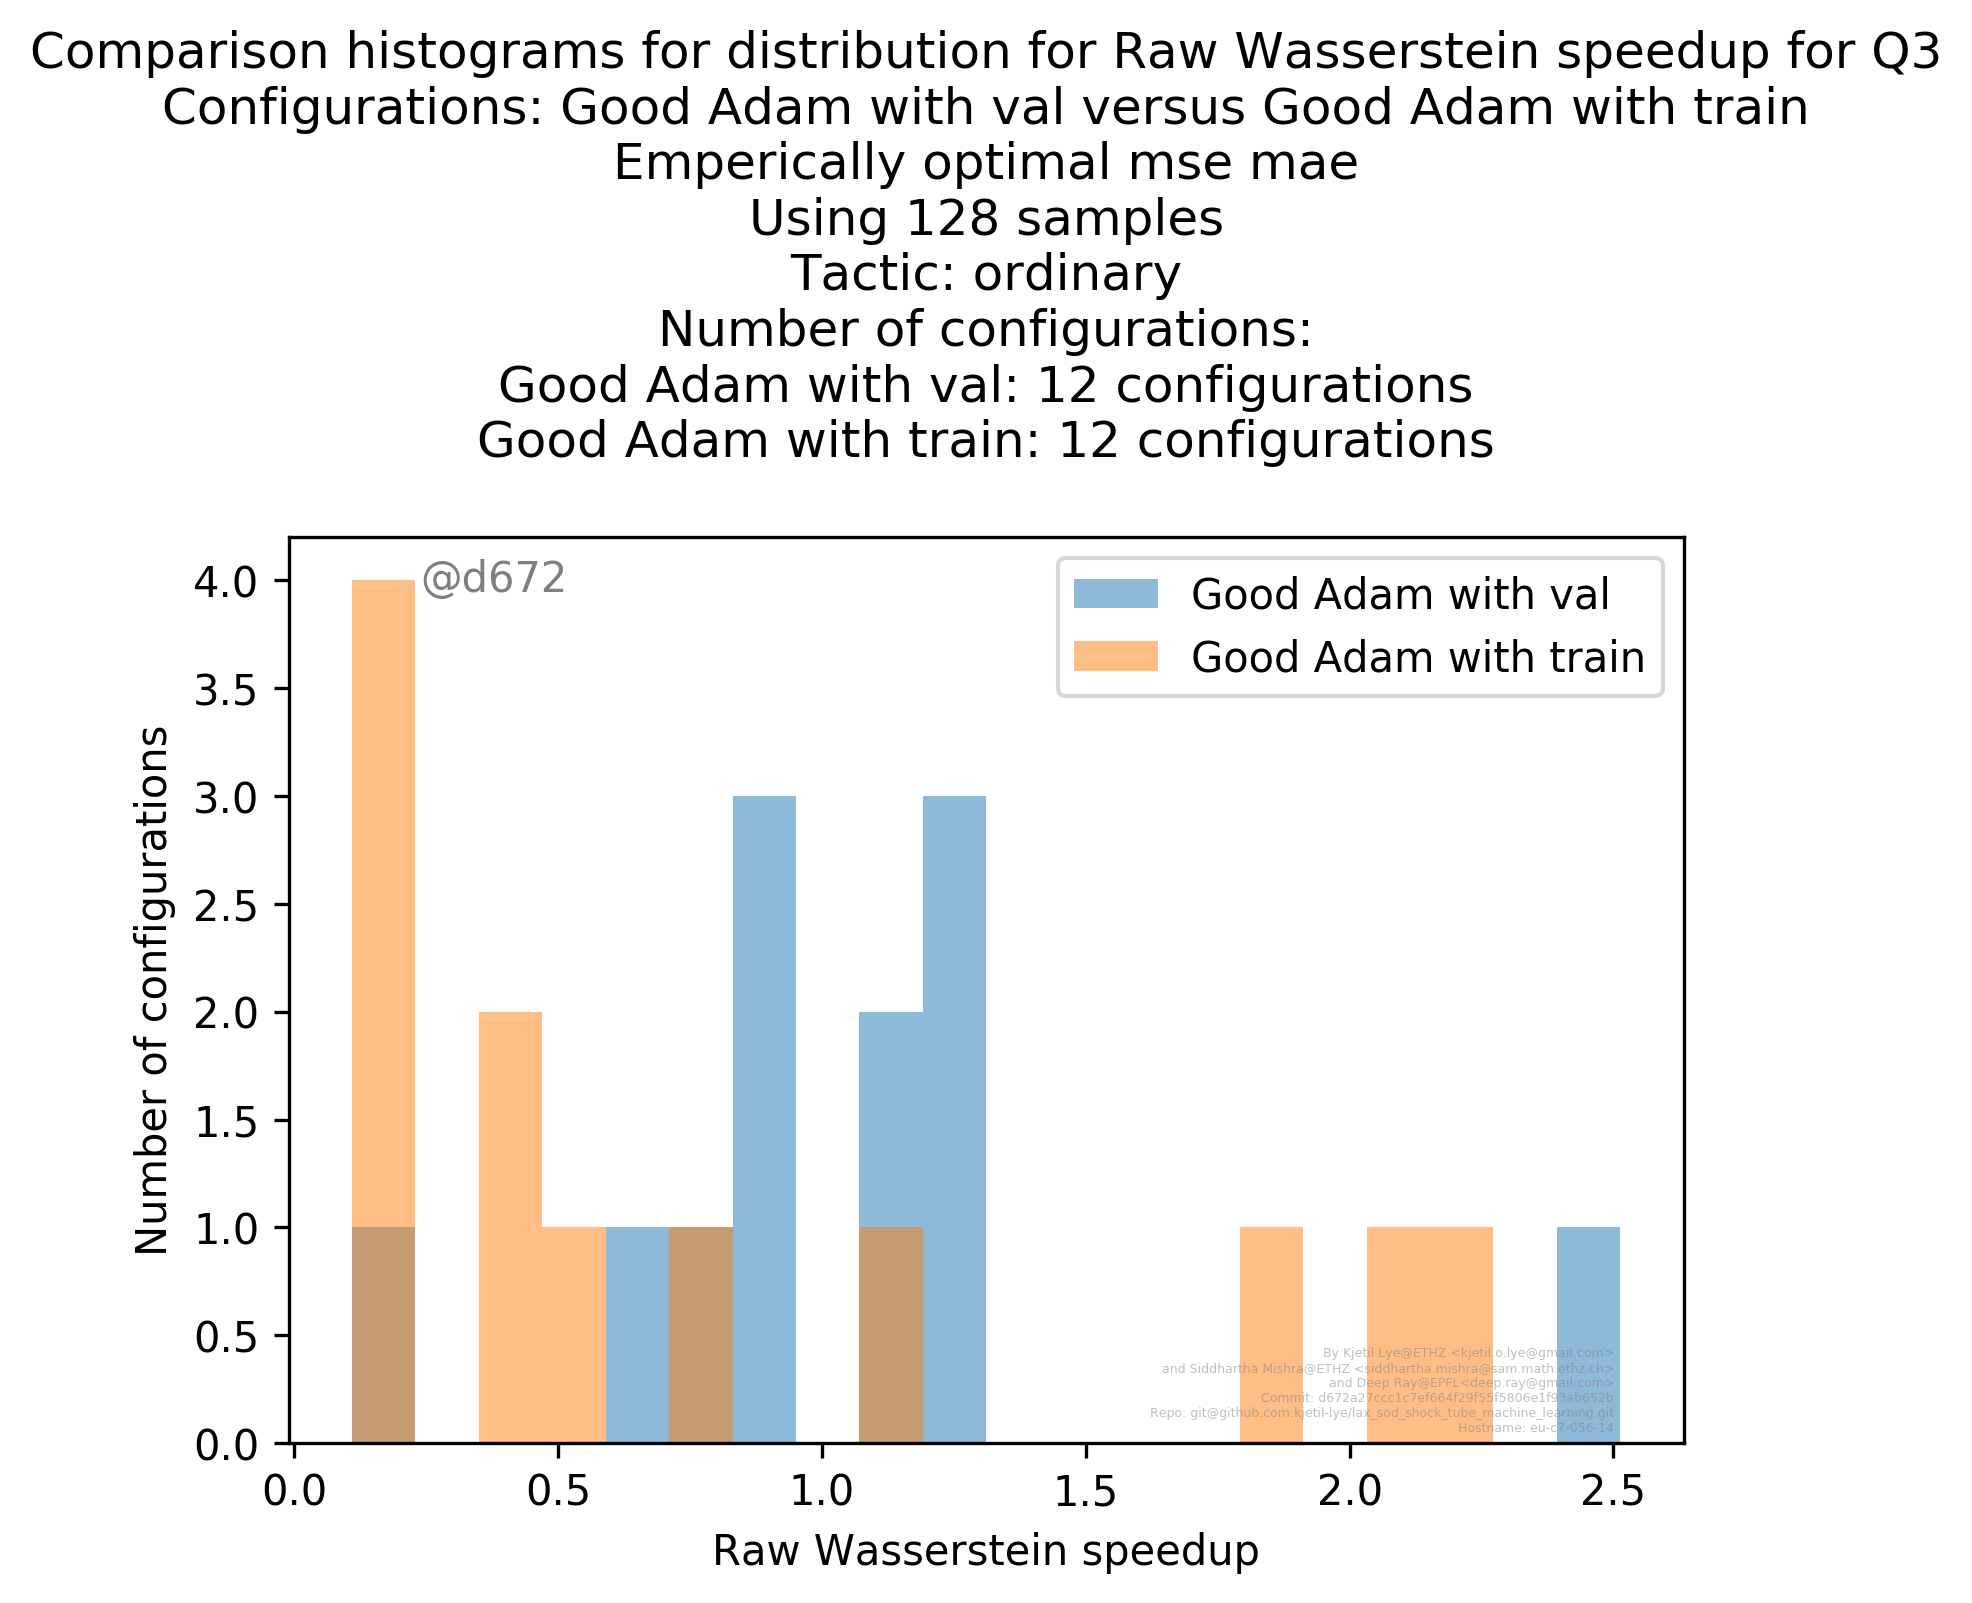 Comparison histograms for distribution for Raw Wasserstein speedup for Q3
Configurations: Good Adam with val versus Good Adam with train
Emperically optimal mse mae
Using 128 samples
Tactic: ordinary
Number of configurations:
Good Adam with val: 12 configurations
Good Adam with train: 12 configurations
@d672
Good Adam with val
Good Adam with train
4.0
3.5
3.0
2.5
2.0
1.5
1.0
0.5
0.0
Number of configurations
By Kjetil Lye@ETHZ <kjetil.o.lye@gmail.com>
and Siddhartha Mishra@ETHZ <siddhartha.mishra@sam.math.ethz.ch>
and Deep Ray@EPFL<deep.ray@gmail.com>
Commit: d672a27ccc1c7ef664f29f55f5806e1f93ab652b
Repo: git@github.com:kjetil-lye/lax_sod_shock_tube_machine_learning.git
Hostname: eu-c7-056-14
0.0 0.5 1.0 1.5 2.0 2.5
Raw Wasserstein speedup